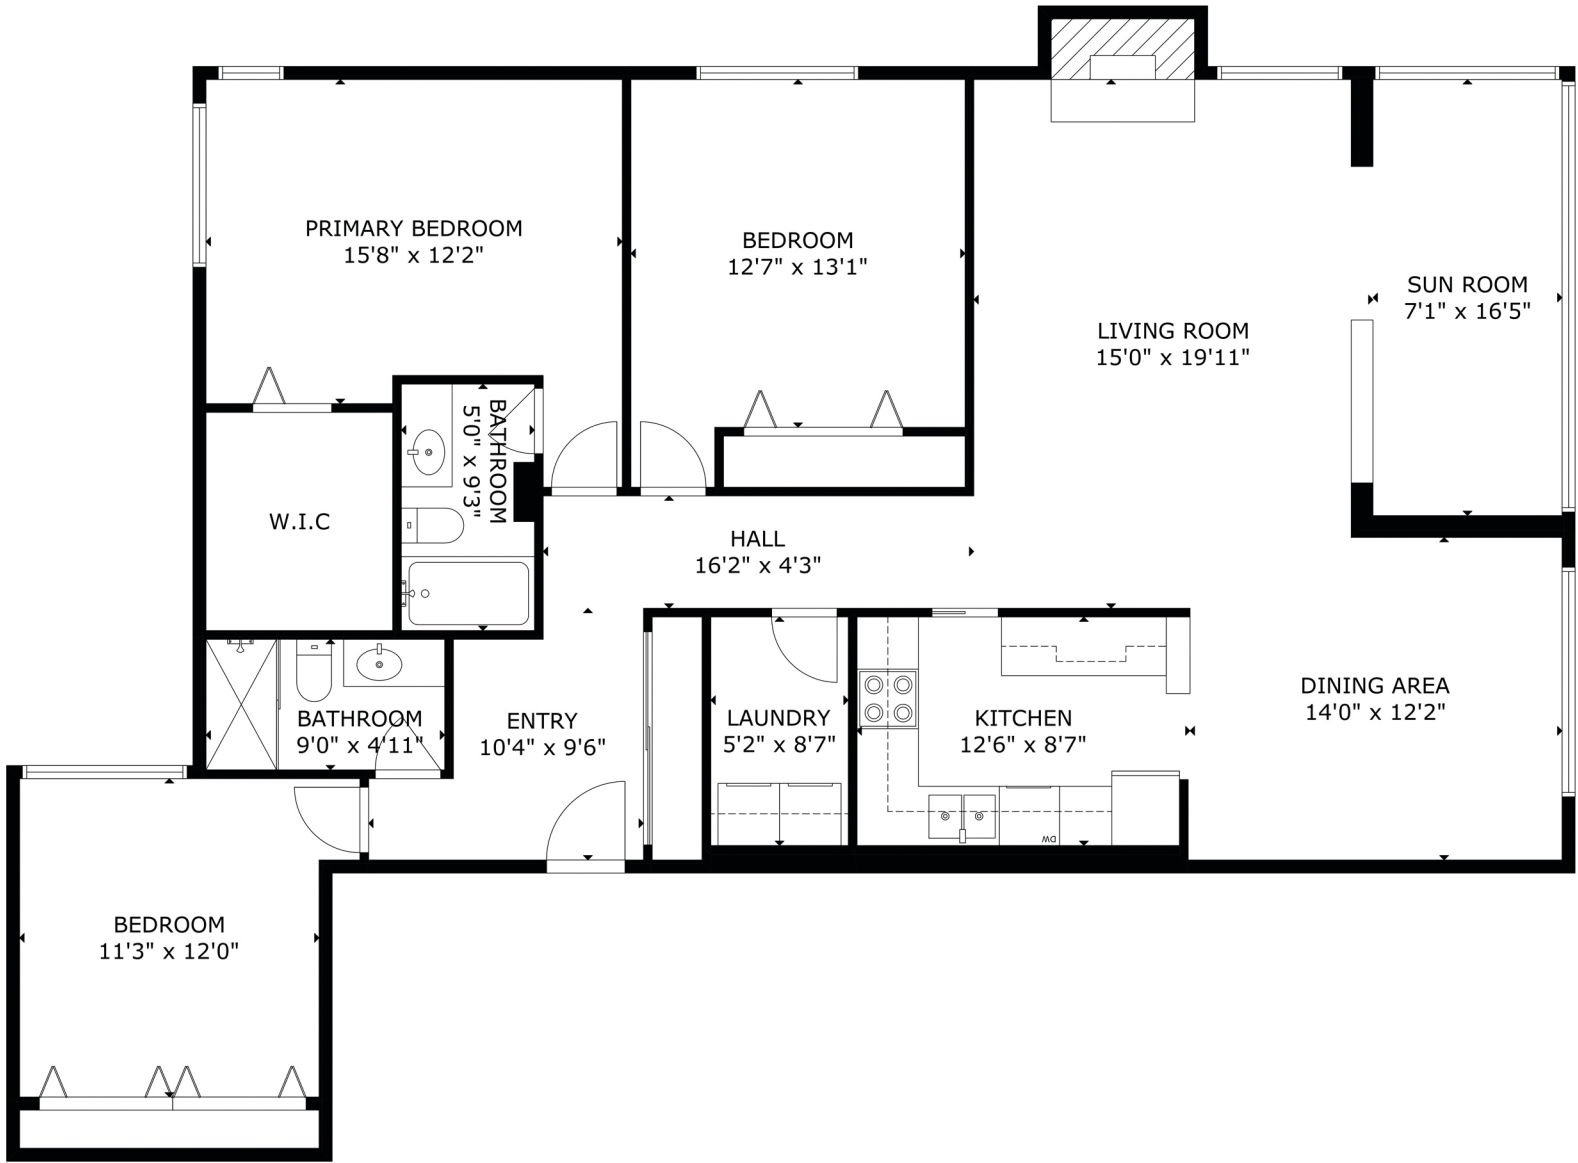 PRIMARY BEDROOM
15'8" x 12'2"
BEDROOM
12'7" x 13'1"
SUN ROOM
7'1" x 16'5"
LIVING ROOM
15'0" x 19'11"
BATHROOM
5'0" x 9'3"
W.I.C
HALL
16'2" x 4'3"
DINING AREA
14'0" x 12'2"
BATHROOM
9'0" x 4'11"
ENTRY
10'4" x 9'6"
LAUNDRY
5'2" x 8'7"
KITCHEN
12'6" x 8'7"
DW
BEDROOM
11'3" x 12'0"